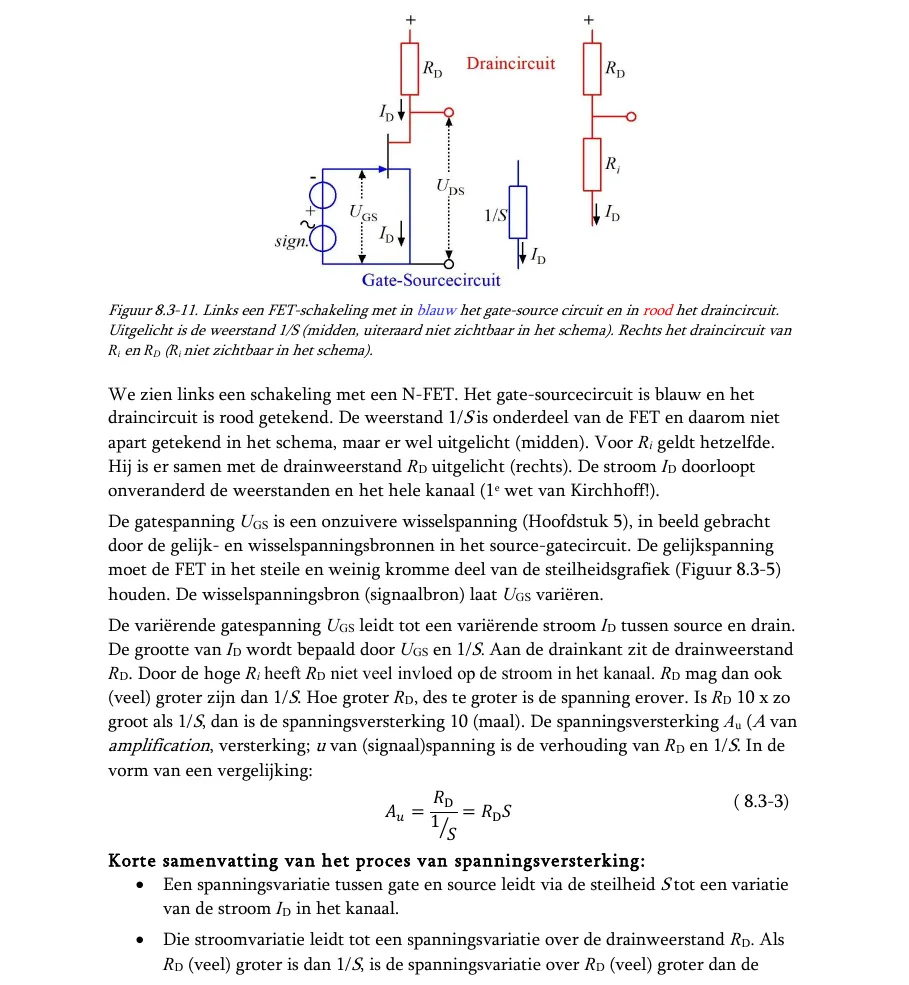 +
+
R_D
Draincircuit
R_D
I_D
R_i
-
U_DS
+
U_GS
1/S
I_D
~
sign.
I_D
I_D
Gate-Sourcecircuit
Figuur 8.3-11. Links een FET-schakeling met in blauw het gate-source circuit en in rood het draincircuit.
Uitgelicht is de weerstand 1/S (midden, uiteraard niet zichtbaar in het schema). Rechts het draincircuit van
R_i en R_D (R_i niet zichtbaar in het schema).
We zien links een schakeling met een N-FET. Het gate-sourcecircuit is blauw en het
draincircuit is rood getekend. De weerstand 1/S is onderdeel van de FET en daarom niet
apart getekend in het schema, maar er wel uitgelicht (midden). Voor R_i geldt hetzelfde.
Hij is er samen met de drainweerstand R_D uitgelicht (rechts). De stroom I_D doorloopt
onveranderd de weerstanden en het hele kanaal (1e wet van Kirchhoff!).
De gatespanning U_GS is een onzuivere wisselspanning (Hoofdstuk 5), in beeld gebracht
door de gelijk- en wisselspanningsbronnen in het source-gatecircuit. De gelijkspanning
moet de FET in het steile en weinig kromme deel van de steilheidsgrafiek (Figuur 8.3-5)
houden. De wisselspanningsbron (signaalbron) laat U_GS variëren.
De variërende gatespanning U_GS leidt tot een variërende stroom I_D tussen source en drain.
De grootte van I_D wordt bepaald door U_GS en 1/S. Aan de drainkant zit de drainweerstand
R_D. Door de hoge R_i heeft R_D niet veel invloed op de stroom in het kanaal. R_D mag dan ook
(veel) groter zijn dan 1/S. Hoe groter R_D, des te groter is de spanning erover. Is R_D 10 x zo
groot als 1/S, dan is de spanningsversterking 10 (maal). De spanningsversterking A_u (A van
amplification, versterking; u van (signaal)spanning is de verhouding van R_D en 1/S. In de
vorm van een vergelijking:
A_u = R_D / (1/S) = R_D S ( 8.3-3)
Korte samenvatting van het proces van spanningsversterking:
• Een spanningsvariatie tussen gate en source leidt via de steilheid S tot een variatie
van de stroom I_D in het kanaal.
• Die stroomvariatie leidt tot een spanningsvariatie over de drainweerstand R_D. Als
R_D (veel) groter is dan 1/S, is de spanningsvariatie over R_D (veel) groter dan de